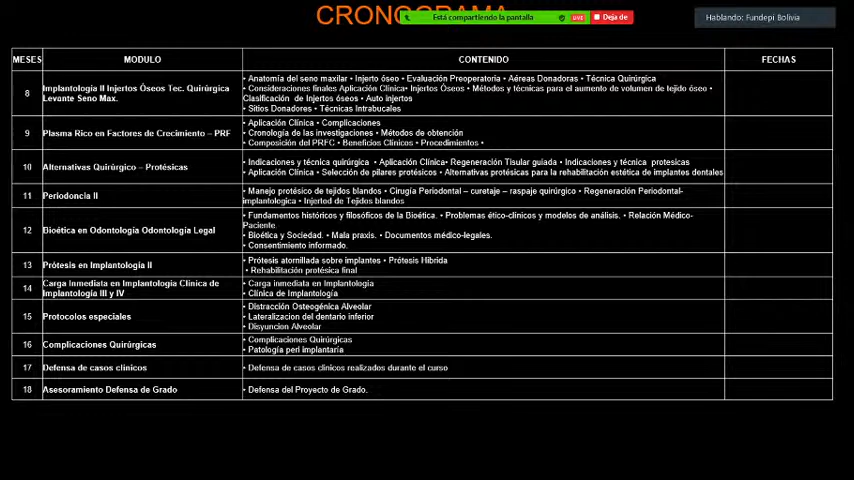 CRONOGRAMA
Está compartiendo la pantalla
LIVE
Deja de
Hablando: Fundepi Bolivia
MESES MODULO CONTENIDO FECHAS
8 Implantología II Injertos Óseos Tec. Quirúrgica Levante Seno Max.
• Anatomía del seno maxilar • Injerto óseo • Evaluación Preoperatoria • Aéreas Donadoras • Técnica Quirúrgica
• Consideraciones finales Aplicación Clínica• Injertos Óseos • Métodos y técnicas para el aumento de volumen de tejido óseo •
Clasificación de Injertos óseos • Auto injertos
• Sitios Donadores • Técnicas Intrabucales
9 Plasma Rico en Factores de Crecimiento – PRF
• Aplicación Clínica • Complicaciones
• Cronología de las investigaciones • Métodos de obtención
• Composición del PRFC • Beneficios Clínicos • Procedimientos •
10 Alternativas Quirúrgico – Protésicas
• Indicaciones y técnica quirúrgica • Aplicación Clínica• Regeneración Tisular guiada • Indicaciones y técnica protesicas
• Aplicación Clínica • Selección de pilares protésicos • Alternativas protésicas para la rehabilitación estética de implantes dentales
11 Periodoncia II
• Manejo protésico de tejidos blandos • Cirugía Periodontal – curetaje – raspaje quirúrgico • Regeneración Periodontal-
implantologica • Injerted de Tejidos blandos
12 Bioética en Odontología Odontología Legal
• Fundamentos históricos y filosóficos de la Bioética. • Problemas ético-clínicos y modelos de análisis. • Relación Médico-
Paciente.
• Bioética y Sociedad. • Mala praxis. • Documentos médico-legales.
• Consentimiento informado.
13 Prótesis en Implantología II
• Prótesis atornillada sobre implantes • Prótesis Hibrida
• Rehabilitación protésica final
14 Carga Inmediata en Implantologia Clínica de
Implantología III y IV
• Carga inmediata en Implantología
• Clínica de Implantología
15 Protocolos especiales
• Distracción Osteogénica Alveolar
• Lateralizacion del dentario inferior
• Disyuncion Alveolar
16 Complicaciones Quirúrgicas
• Complicaciones Quirúrgicas
• Patología peri implantaría
17 Defensa de casos clínicos
• Defensa de casos clínicos realizados durante el curso
18 Asesoramiento Defensa de Grado
• Defensa del Proyecto de Grado.